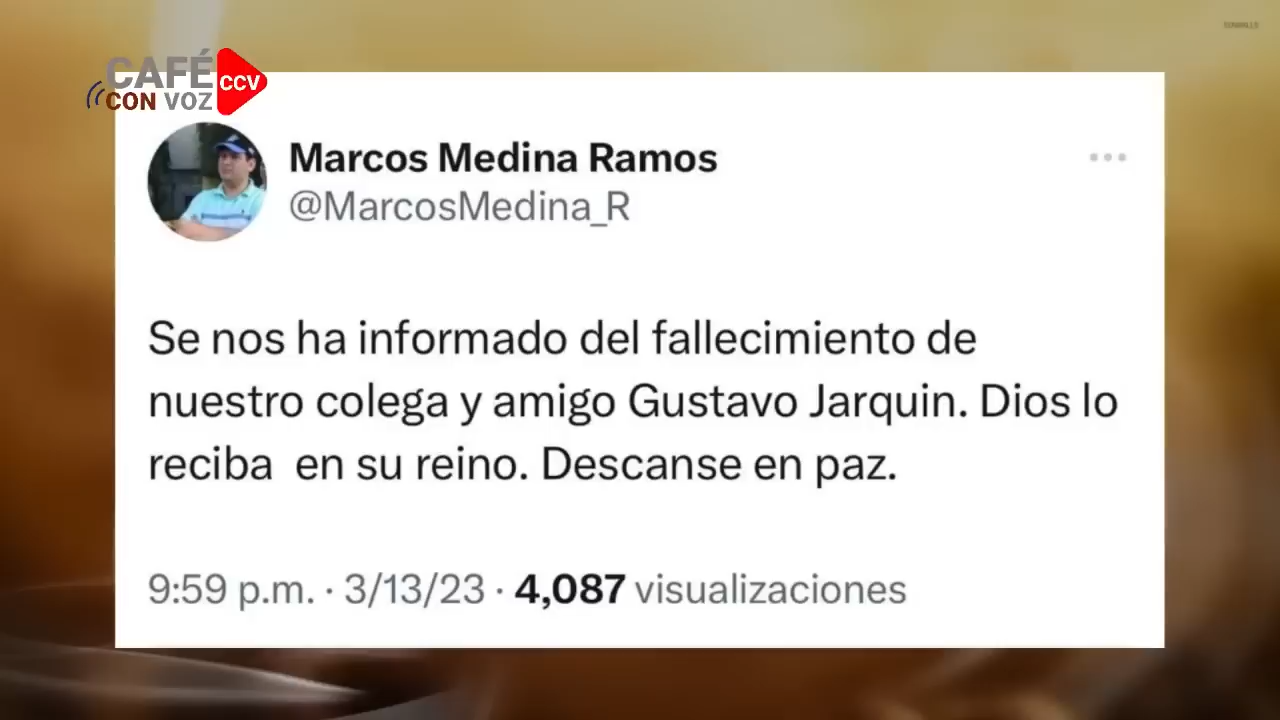 CAFÉ
CON VOZ
CCV
Marcos Medina Ramos
@MarcosMedina_R
Se nos ha informado del fallecimiento de
nuestro colega y amigo Gustavo Jarquin. Dios lo
reciba  en su reino. Descanse en paz.
9:59 p.m. · 3/13/23 · 4,087 visualizaciones